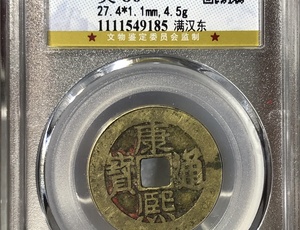 27.4*1.1mm, 4.5g
1111549185 满汉东
★ 文物鉴定委员会监制 ★
康熙通寳